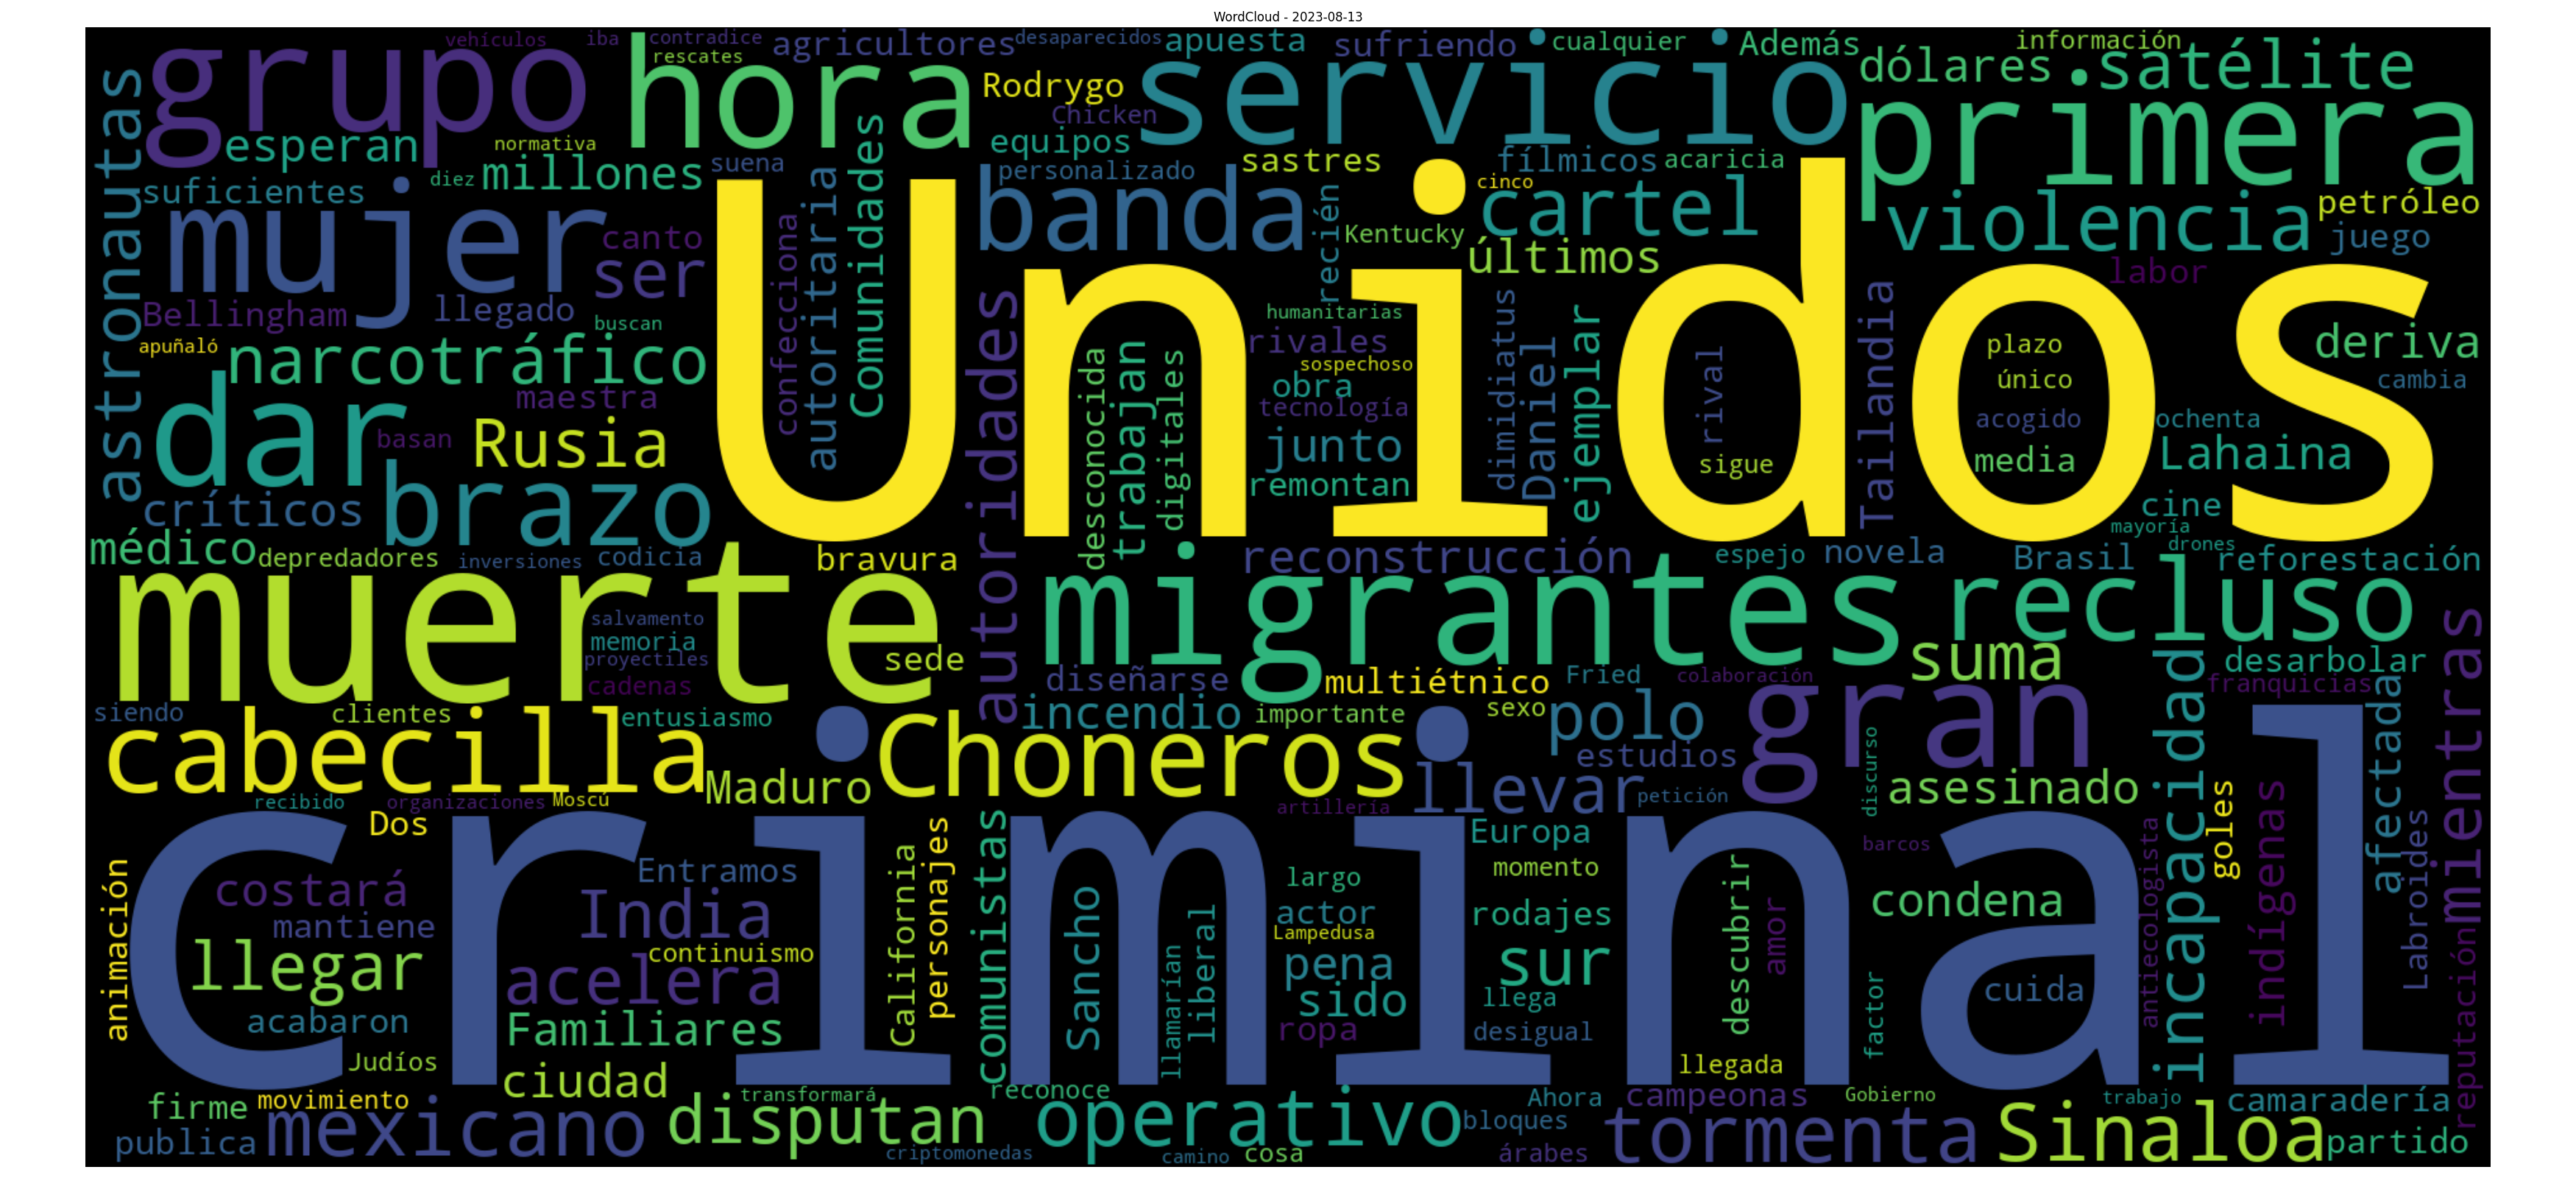 WordCloud - 2023-08-13
vehículos
iba
contradice
agricultores
desaparecidos
apuesta
sufriendo
cualquier
Además
información
grupo
hora
rescates
servicio
dólares
satélite
astronautas
Rodrygo
Chicken
primera
esperan
normativa
equipos
Comunidades
suficientes
diez
millones
suena
personalizado
sastres
fílmicos
acaricia
mujer
banda
cinco
cartel
violencia
petróleo
canto
ser
confecciona
autoritaria
recién
Kentucky
últimos
juego
labor
Unidos
Bellingham
llegado
buscan
humanitarias
dimidiatus
apuñaló
narcotráfico
autoridades
rivales
sospechoso
Daniel
ejemplar
rival
Tailandia
plazo
deriva
desconocida
trabajan
digitales
obra
único
cambia
dar
maestra
tecnología
acogido
ochenta
basan
Rusia
junto
sigue
media
Lahaina
críticos
brazo
remontan
cine
mayoría
médico
depredadores
inversiones
codicia
bravura
reconstrucción
espejo
novela
Brasil
drones
reforestación
muerte
migrantes
recluso
salvamento
memoria
proyectiles
sede
cadenas
suma
desarbolar
diseñarse
multiétnico
Fried
colaboración
franquicias
siendo
clientes
entusiasmo
incendio
importante
sexo
polo
gran
incapacidad
afectada
mientras
cabecilla
Maduro
Choneros
estudios
llevar
petición
discurso
asesinado
recibido
organizaciones
Moscú
artillería
Dos
criminal
Europa
barcos
goles
indígenas
animación
costará
Entramos
California
personajes
comunistas
Sancho
largo
momento
descubrir
condena
antiecologista
Labroides
mantiene
India
actor
rodajes
amor
llegar
continuismo
Lampedusa
acelera
llamarían
liberal
pena
sur
cuida
sido
llega
factor
acabaron
Familiares
ropa
desigual
reputación
Judíos
ciudad
llegada
firme
movimiento
transformará
reconoce
Ahora
campeonas
Gobierno
trabajo
camaradería
publica
mexicano
disputan
operativo
bloques
tormenta
Sinaloa
partido
criptomonedas
camino
cosa
árabes